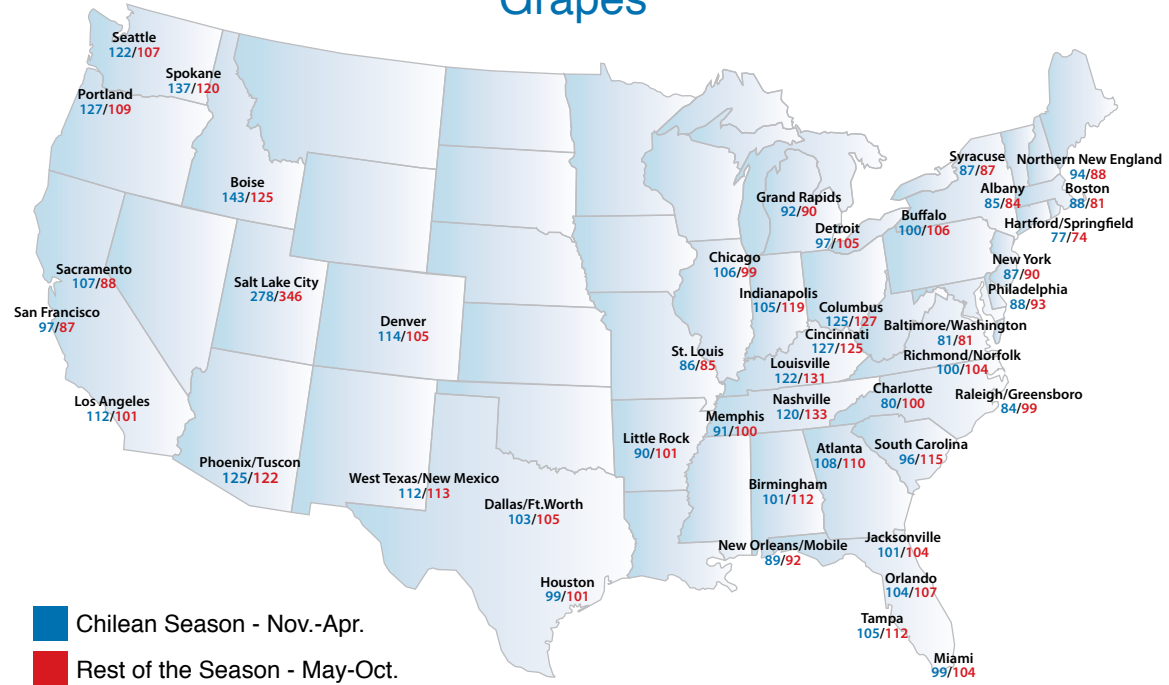 Grapes
Seattle
122/107
Spokane
137/120
Portland
127/109
Boise
143/125
Sacramento
107/88
San Francisco
97/87
Los Angeles
112/101
Salt Lake City
278/346
Denver
114/105
Phoenix/Tuscon
125/122
West Texas/New Mexico
112/113
Dallas/Ft.Worth
103/105
Houston
99/101
Little Rock
90/101
St. Louis
86/85
Chicago
106/99
Grand Rapids
92/90
Detroit
97/105
Indianapolis
105/119
Columbus
125/127
Cincinnati
127/125
Louisville
122/131
Nashville
120/133
Memphis
91/100
Atlanta
108/110
Birmingham
101/112
New Orleans/Mobile
89/92
Jacksonville
101/104
Orlando
104/107
Tampa
105/112
Miami
99/104
South Carolina
96/115
Charlotte
80/100
Raleigh/Greensboro
84/99
Richmond/Norfolk
100/104
Baltimore/Washington
81/81
Philadelphia
88/93
New York
87/90
Hartford/Springfield
77/74
Boston
88/81
Albany
85/84
Northern New England
94/88
Syracuse
87/87
Buffalo
100/106
Chilean Season - Nov.-Apr.
Rest of the Season - May-Oct.